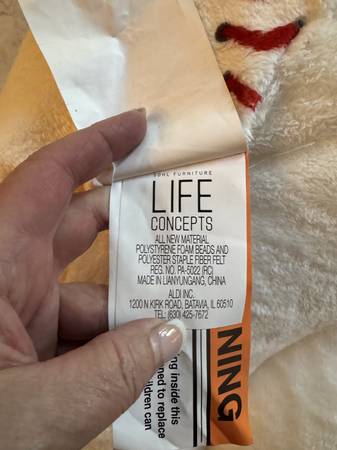 SOHL FURNITURE
LIFE
CONCEPTS
ALL NEW MATERIAL
POLYSTYRENE FOAM BEADS AND
POLYESTER STAPLE FIBER FELT
REG. NO. PA-5022 (RC)
MADE IN LIANYUNGANG, CHINA
ALDI INC.
1200 N KIRK ROAD, BATAVIA, IL 60510
TEL: (630) 425-7672
NING
ing inside this
ned to replace
ildren can